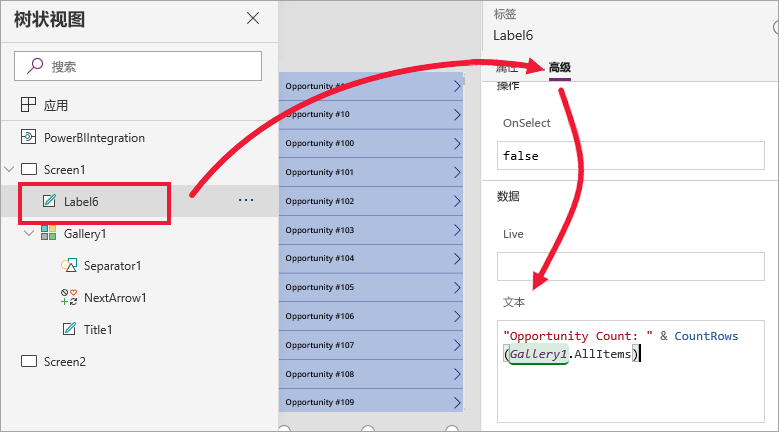 树状视图
搜索
应用
PowerBIIntegration
Screen1
Label6
Gallery1
Separator1
NextArrow1
Title1
Screen2
Opportunity #1
Opportunity #10
Opportunity #100
Opportunity #101
Opportunity #102
Opportunity #103
Opportunity #104
Opportunity #105
Opportunity #106
Opportunity #107
Opportunity #108
Opportunity #109
标签
Label6
属性 高级
操作
OnSelect
false
数据
Live
文本
"Opportunity Count: " & CountRows
(Gallery1.AllItems)